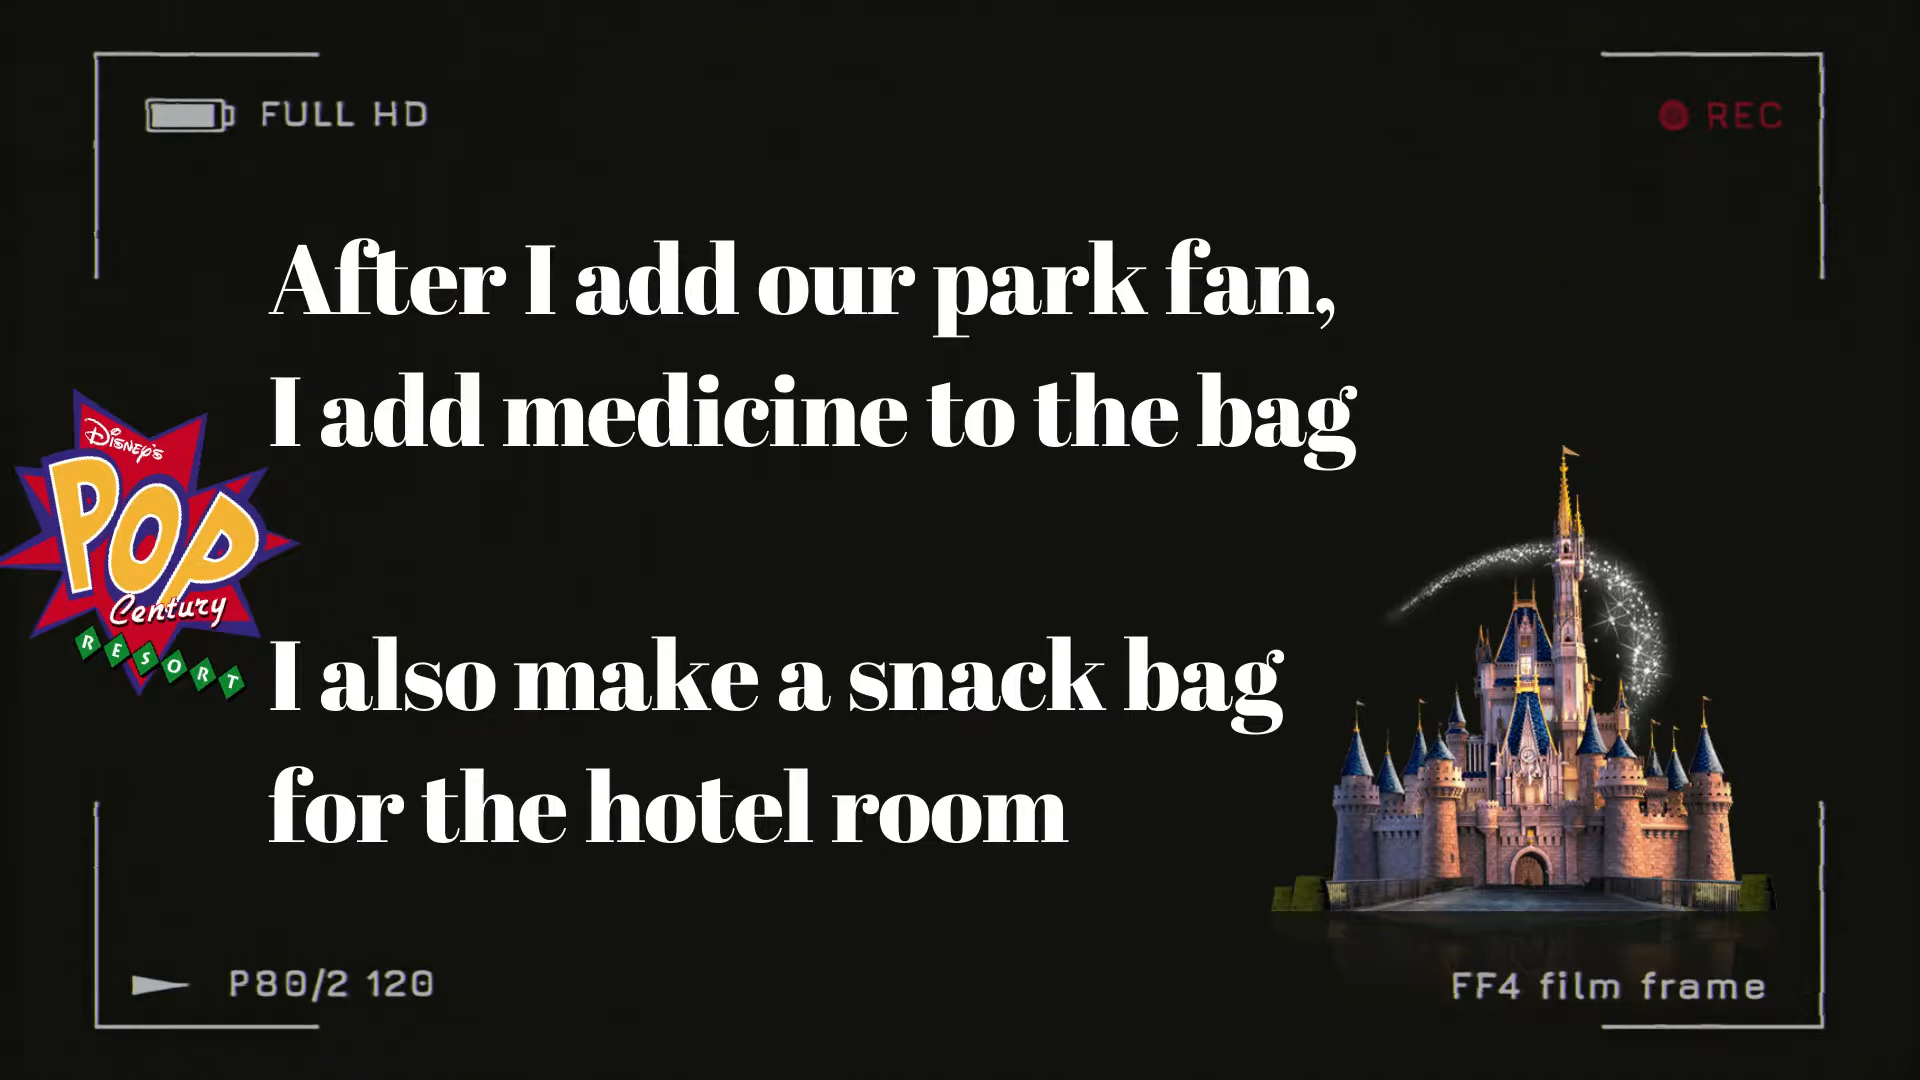 FULL HD
REC
After I add our park fan,
I add medicine to the bag
DISNEY'S
POP
Century
RESORT
I also make a snack bag
for the hotel room
P80/2 120
FF4 film frame